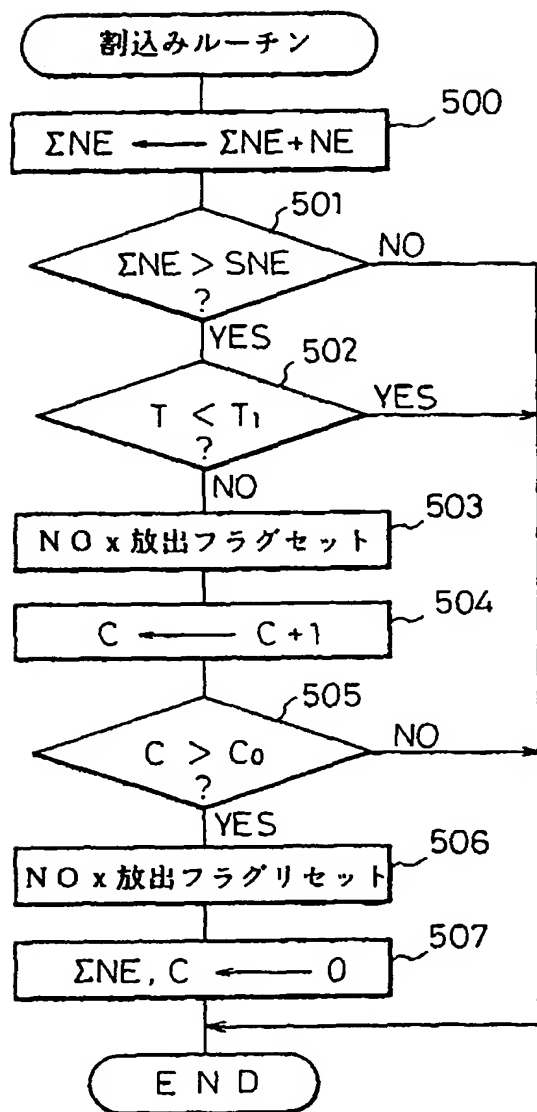 割込みルーチン
500
ΣNE ← ΣNE+NE
501
ΣNE > SNE
?
NO
YES
502
T < T1
?
YES
NO
503
NOx放出フラグセット
504
C ← C+1
505
C > C0
?
NO
YES
506
NOx放出フラグリセット
507
ΣNE, C ← 0
END